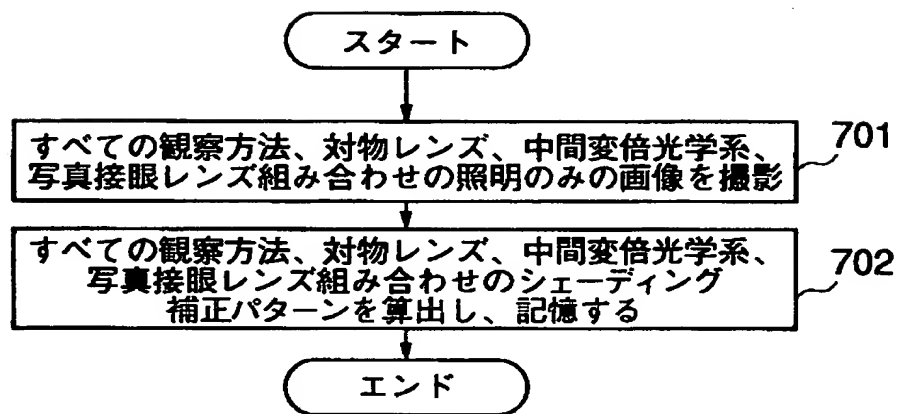 スタート
すべての観察方法、対物レンズ、中間変倍光学系、
写真接眼レンズ組み合わせの照明のみの画像を撮影
701
すべての観察方法、対物レンズ、中間変倍光学系、
写真接眼レンズ組み合わせのシェーディング
補正パターンを算出し、記憶する
702
エンド